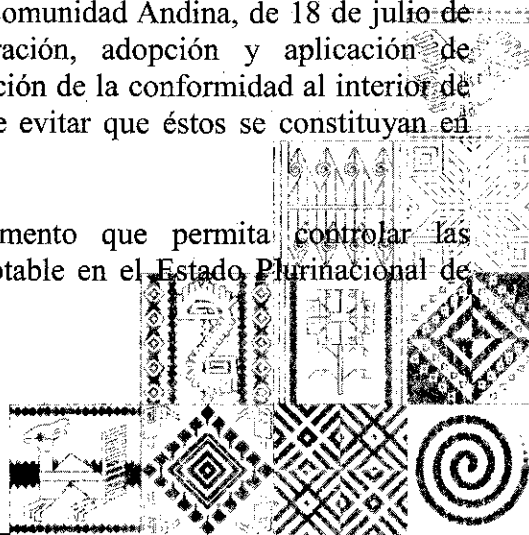 omunidad Andina, de 18 de julio de
ración, adopción y aplicación de
ción de la conformidad al interior de
e evitar que éstos se constituyan en
mento que permita controlar las
otable en el Estado Plurinacional de